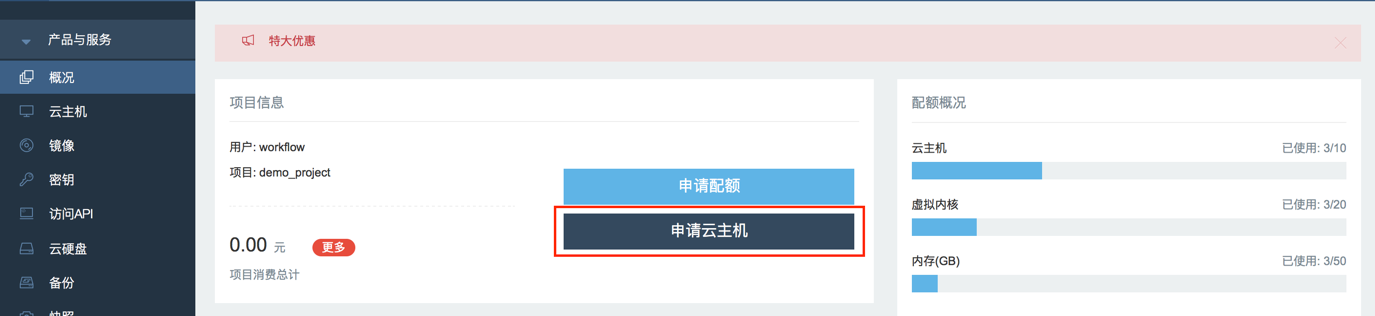 产品与服务
概况
云主机
镜像
密钥
访问API
云硬盘
备份
快照
特大优惠
项目信息
用户: workflow
项目: demo_project
申请配额
申请云主机
0.00 元 更多
项目消费总计
配额概况
云主机 已使用: 3/10
虚拟内核 已使用: 3/20
内存(GB) 已使用: 3/50